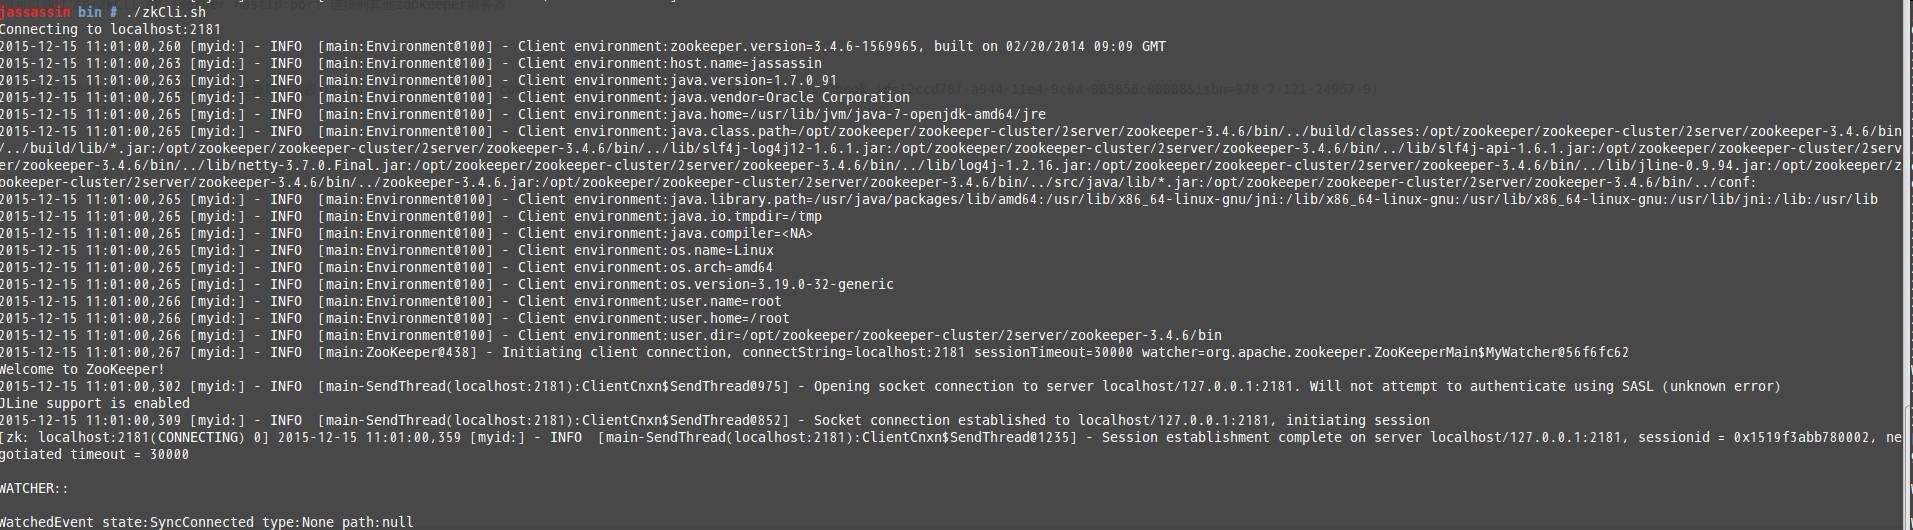 jassassin bin # ./zkCli.sh
Connecting to localhost:2181
2015-12-15 11:01:00,260 [myid:] - INFO  [main:Environment@100] - Client environment:zookeeper.version=3.4.6-1569965, built on 02/20/2014 09:09 GMT
2015-12-15 11:01:00,263 [myid:] - INFO  [main:Environment@100] - Client environment:host.name=jassassin
2015-12-15 11:01:00,263 [myid:] - INFO  [main:Environment@100] - Client environment:java.version=1.7.0_91
2015-12-15 11:01:00,265 [myid:] - INFO  [main:Environment@100] - Client environment:java.vendor=Oracle Corporation
2015-12-15 11:01:00,265 [myid:] - INFO  [main:Environment@100] - Client environment:java.home=/usr/lib/jvm/java-7-openjdk-amd64/jre
2015-12-15 11:01:00,265 [myid:] - INFO  [main:Environment@100] - Client environment:java.class.path=/opt/zookeeper/zookeeper-cluster/2server/zookeeper-3.4.6/bin/../build/classes:/opt/zookeeper/zookeeper-cluster/2server/zookeeper-3.4.6/bin
/../build/lib/*.jar:/opt/zookeeper/zookeeper-cluster/2server/zookeeper-3.4.6/bin/../lib/slf4j-log4j12-1.6.1.jar:/opt/zookeeper/zookeeper-cluster/2server/zookeeper-3.4.6/bin/../lib/slf4j-api-1.6.1.jar:/opt/zookeeper/zookeeper-cluster/2serv
er/zookeeper-3.4.6/bin/../lib/netty-3.7.0.Final.jar:/opt/zookeeper/zookeeper-cluster/2server/zookeeper-3.4.6/bin/../lib/log4j-1.2.16.jar:/opt/zookeeper/zookeeper-cluster/2server/zookeeper-3.4.6/bin/../lib/jline-0.9.94.jar:/opt/zookeeper/z
ookeeper-cluster/2server/zookeeper-3.4.6/bin/../zookeeper-3.4.6.jar:/opt/zookeeper/zookeeper-cluster/2server/zookeeper-3.4.6/bin/../src/java/lib/*.jar:/opt/zookeeper/zookeeper-cluster/2server/zookeeper-3.4.6/bin/../conf:
2015-12-15 11:01:00,265 [myid:] - INFO  [main:Environment@100] - Client environment:java.library.path=/usr/java/packages/lib/amd64:/usr/lib/x86_64-linux-gnu/jni:/lib/x86_64-linux-gnu:/usr/lib/x86_64-linux-gnu:/usr/lib/jni:/lib:/usr/lib
2015-12-15 11:01:00,265 [myid:] - INFO  [main:Environment@100] - Client environment:java.io.tmpdir=/tmp
2015-12-15 11:01:00,265 [myid:] - INFO  [main:Environment@100] - Client environment:java.compiler=<NA>
2015-12-15 11:01:00,265 [myid:] - INFO  [main:Environment@100] - Client environment:os.name=Linux
2015-12-15 11:01:00,265 [myid:] - INFO  [main:Environment@100] - Client environment:os.arch=amd64
2015-12-15 11:01:00,265 [myid:] - INFO  [main:Environment@100] - Client environment:os.version=3.19.0-32-generic
2015-12-15 11:01:00,266 [myid:] - INFO  [main:Environment@100] - Client environment:user.name=root
2015-12-15 11:01:00,266 [myid:] - INFO  [main:Environment@100] - Client environment:user.home=/root
2015-12-15 11:01:00,266 [myid:] - INFO  [main:Environment@100] - Client environment:user.dir=/opt/zookeeper/zookeeper-cluster/2server/zookeeper-3.4.6/bin
2015-12-15 11:01:00,267 [myid:] - INFO  [main:ZooKeeper@438] - Initiating client connection, connectString=localhost:2181 sessionTimeout=30000 watcher=org.apache.zookeeper.ZooKeeperMain$MyWatcher@56f6fc62
Welcome to ZooKeeper!
2015-12-15 11:01:00,302 [myid:] - INFO  [main-SendThread(localhost:2181):ClientCnxn$SendThread@975] - Opening socket connection to server localhost/127.0.0.1:2181. Will not attempt to authenticate using SASL (unknown error)
JLine support is enabled
2015-12-15 11:01:00,309 [myid:] - INFO  [main-SendThread(localhost:2181):ClientCnxn$SendThread@852] - Socket connection established to localhost/127.0.0.1:2181, initiating session
[zk: localhost:2181(CONNECTING) 0] 2015-12-15 11:01:00,359 [myid:] - INFO  [main-SendThread(localhost:2181):ClientCnxn$SendThread@1235] - Session establishment complete on server localhost/127.0.0.1:2181, sessionid = 0x1519f3abb780002, ne
gotiated timeout = 30000
WATCHER::
WatchedEvent state:SyncConnected type:None path:null